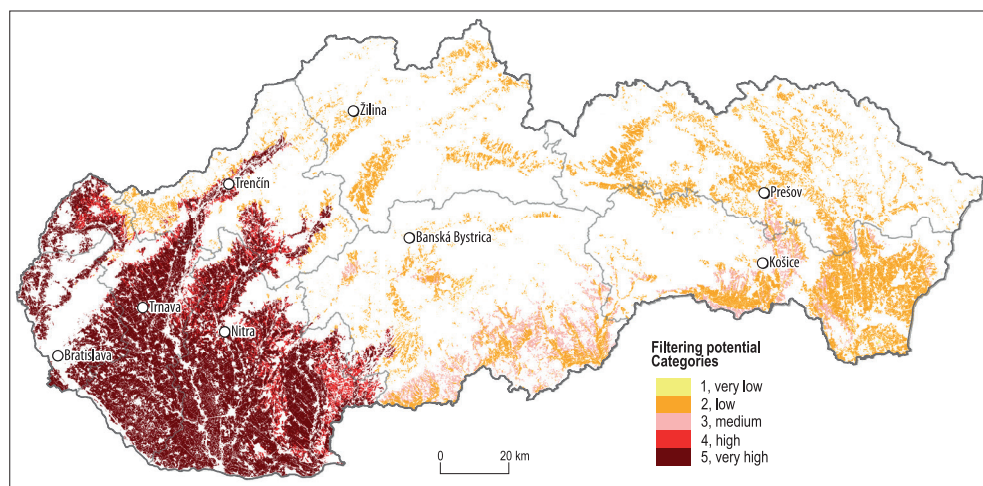 Žilina
Trenčín
Prešov
Banská Bystrica
Košice
Trnava
Nitra
Bratislava
Filtering potential
Categories
1, very low
2, low
3, medium
4, high
5, very high
0 20 km